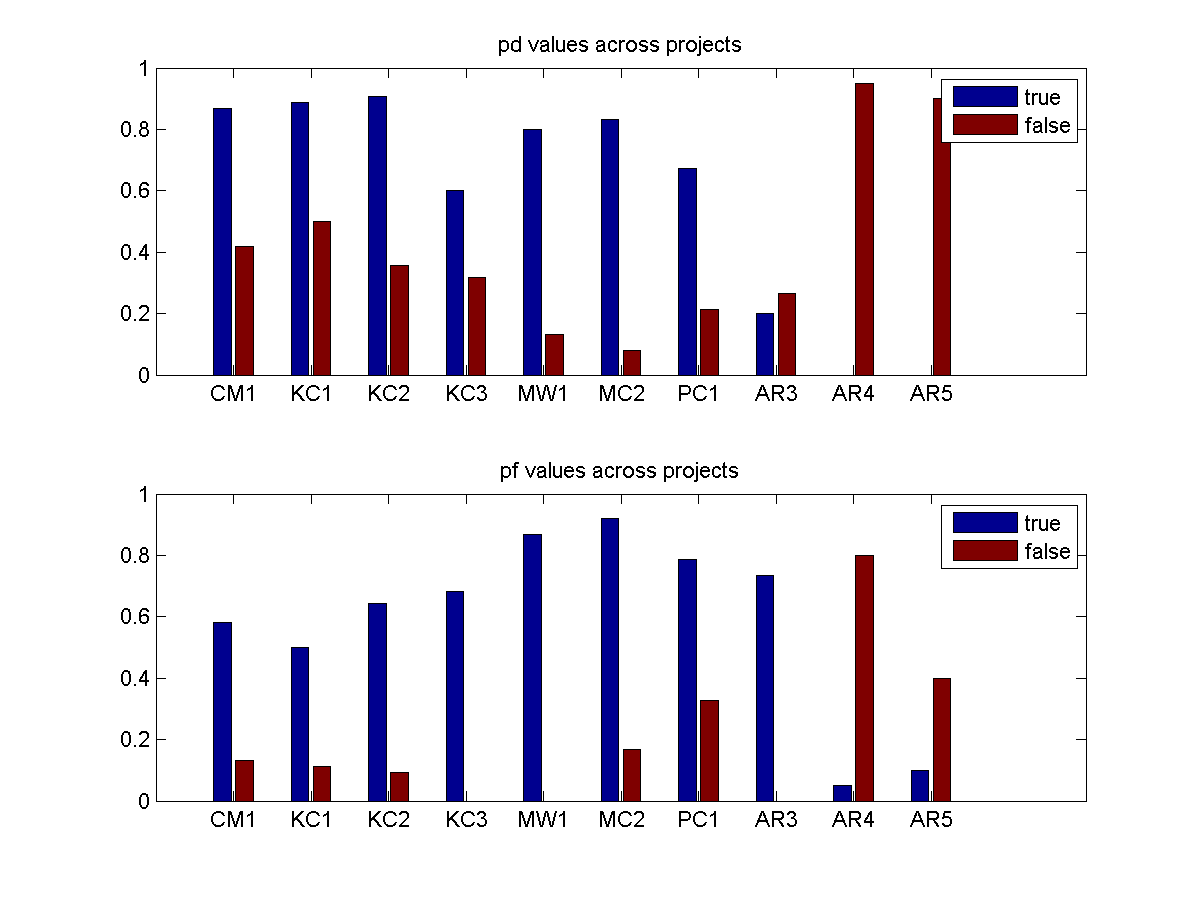 pd values across projects
1
0.8
0.6
0.4
0.2
0
true
false
CM1 KC1 KC2 KC3 MW1 MC2 PC1 AR3 AR4 AR5
pf values across projects
1
0.8
0.6
0.4
0.2
0
true
false
CM1 KC1 KC2 KC3 MW1 MC2 PC1 AR3 AR4 AR5